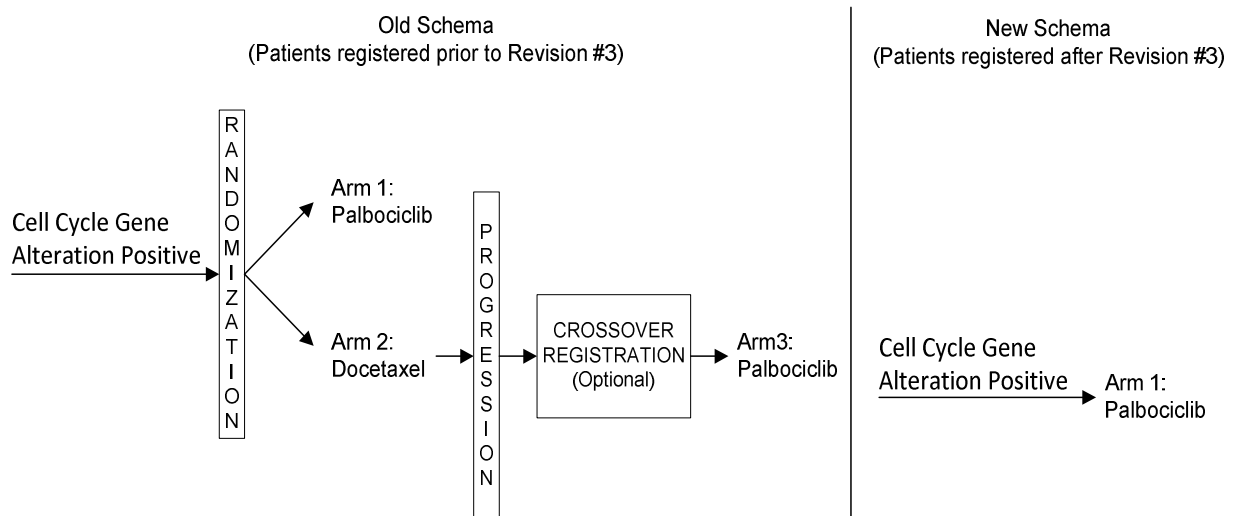 Old Schema
(Patients registered prior to Revision #3)
RANDOMIZATION
Cell Cycle Gene
Alteration Positive
Arm 1:
Palbociclib
Arm 2:
Docetaxel
PROGRESSION
CROSSOVER
REGISTRATION
(Optional)
Arm3:
Palbociclib
New Schema
(Patients registered after Revision #3)
Cell Cycle Gene
Alteration Positive
Arm 1:
Palbociclib